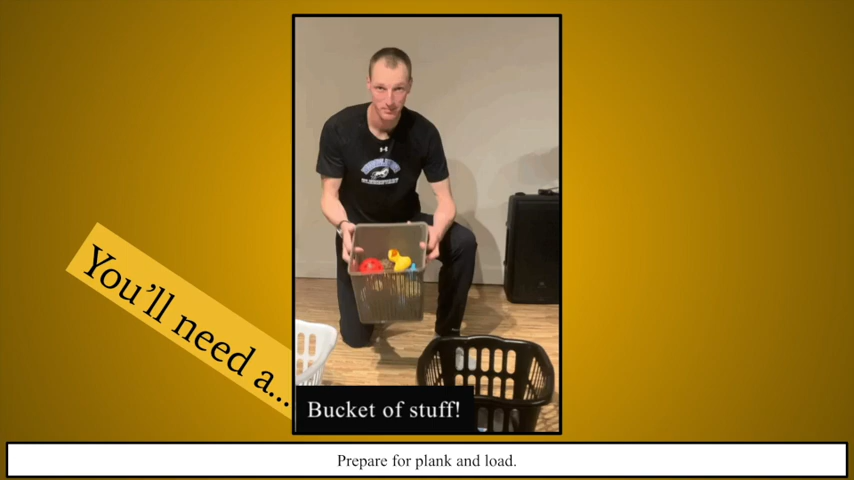 You'll need a...
Bucket of stuff!
Prepare for plank and load.